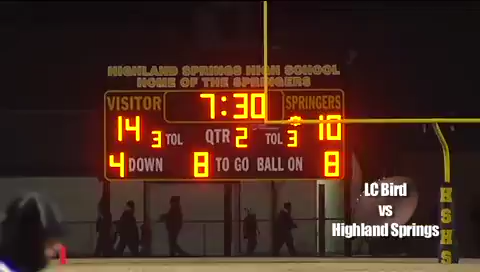 HIGHLAND SPRINGS HIGH SCHOOL
HOME OF THE SPRINGERS
VISITOR 7:30 SPRINGERS
14 3 TOL QTR 2 TOL 3 10
4 DOWN 8 TO GO BALL ON 8
LC Bird
vs
Highland Springs
HSHS